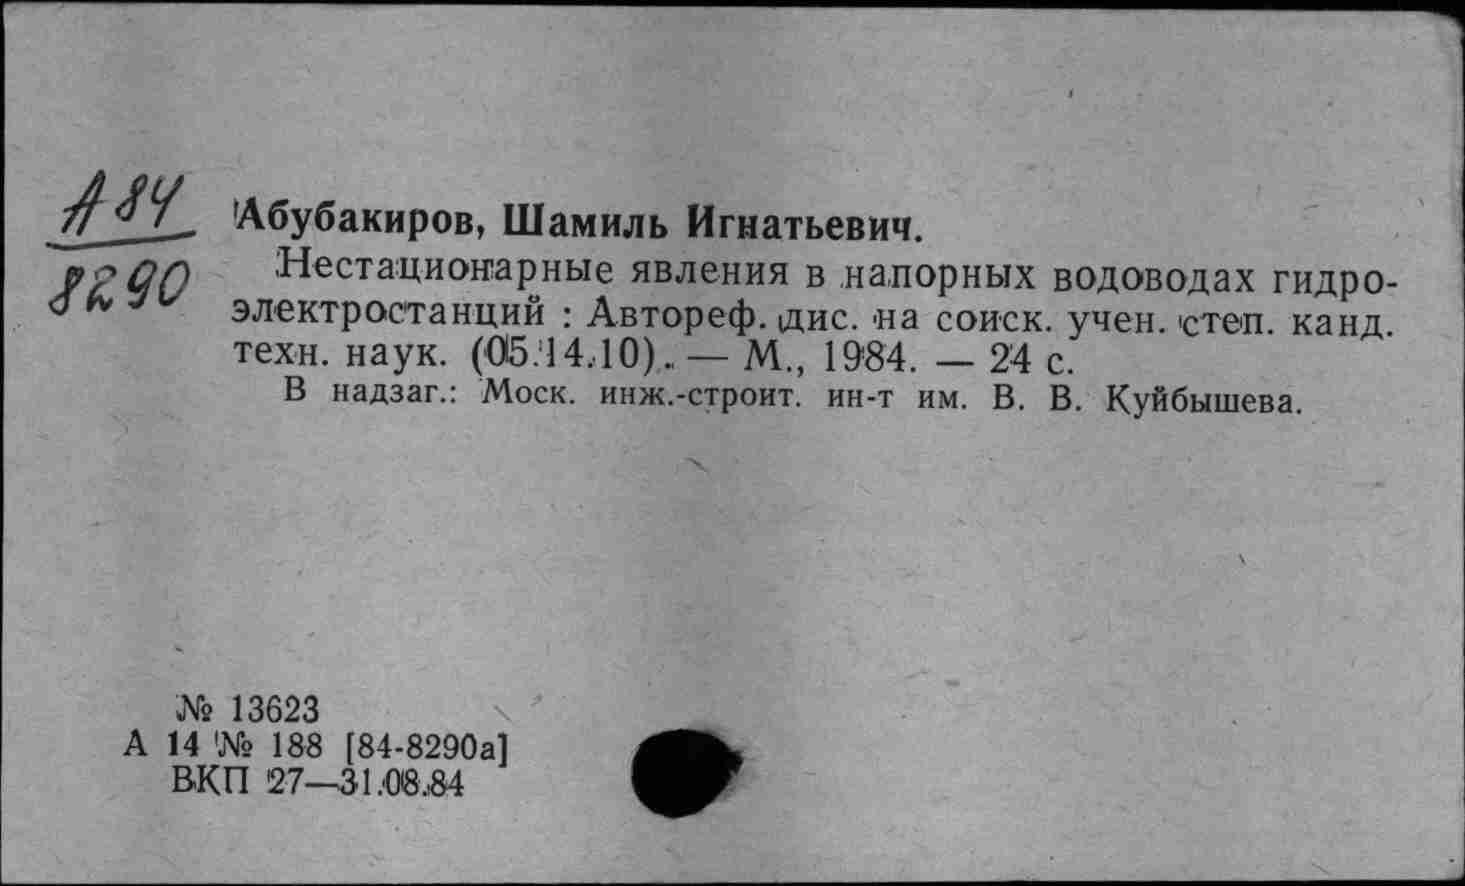 А84
8290
Абубакиров, Шамиль Игнатьевич.
Нестационарные явления в напорных водоводах гидро-
электростанций : Автореф. дис. на соиск. учен. степ. канд.
техн. наук. (05.14.10). — М., 1984. — 24 с.
В надзаг.: Моск. инж.-строит. ин-т им. В. В. Куйбышева.
№ 13623
А 14 № 188 [84-8290а]
ВКП 27—31.08.84